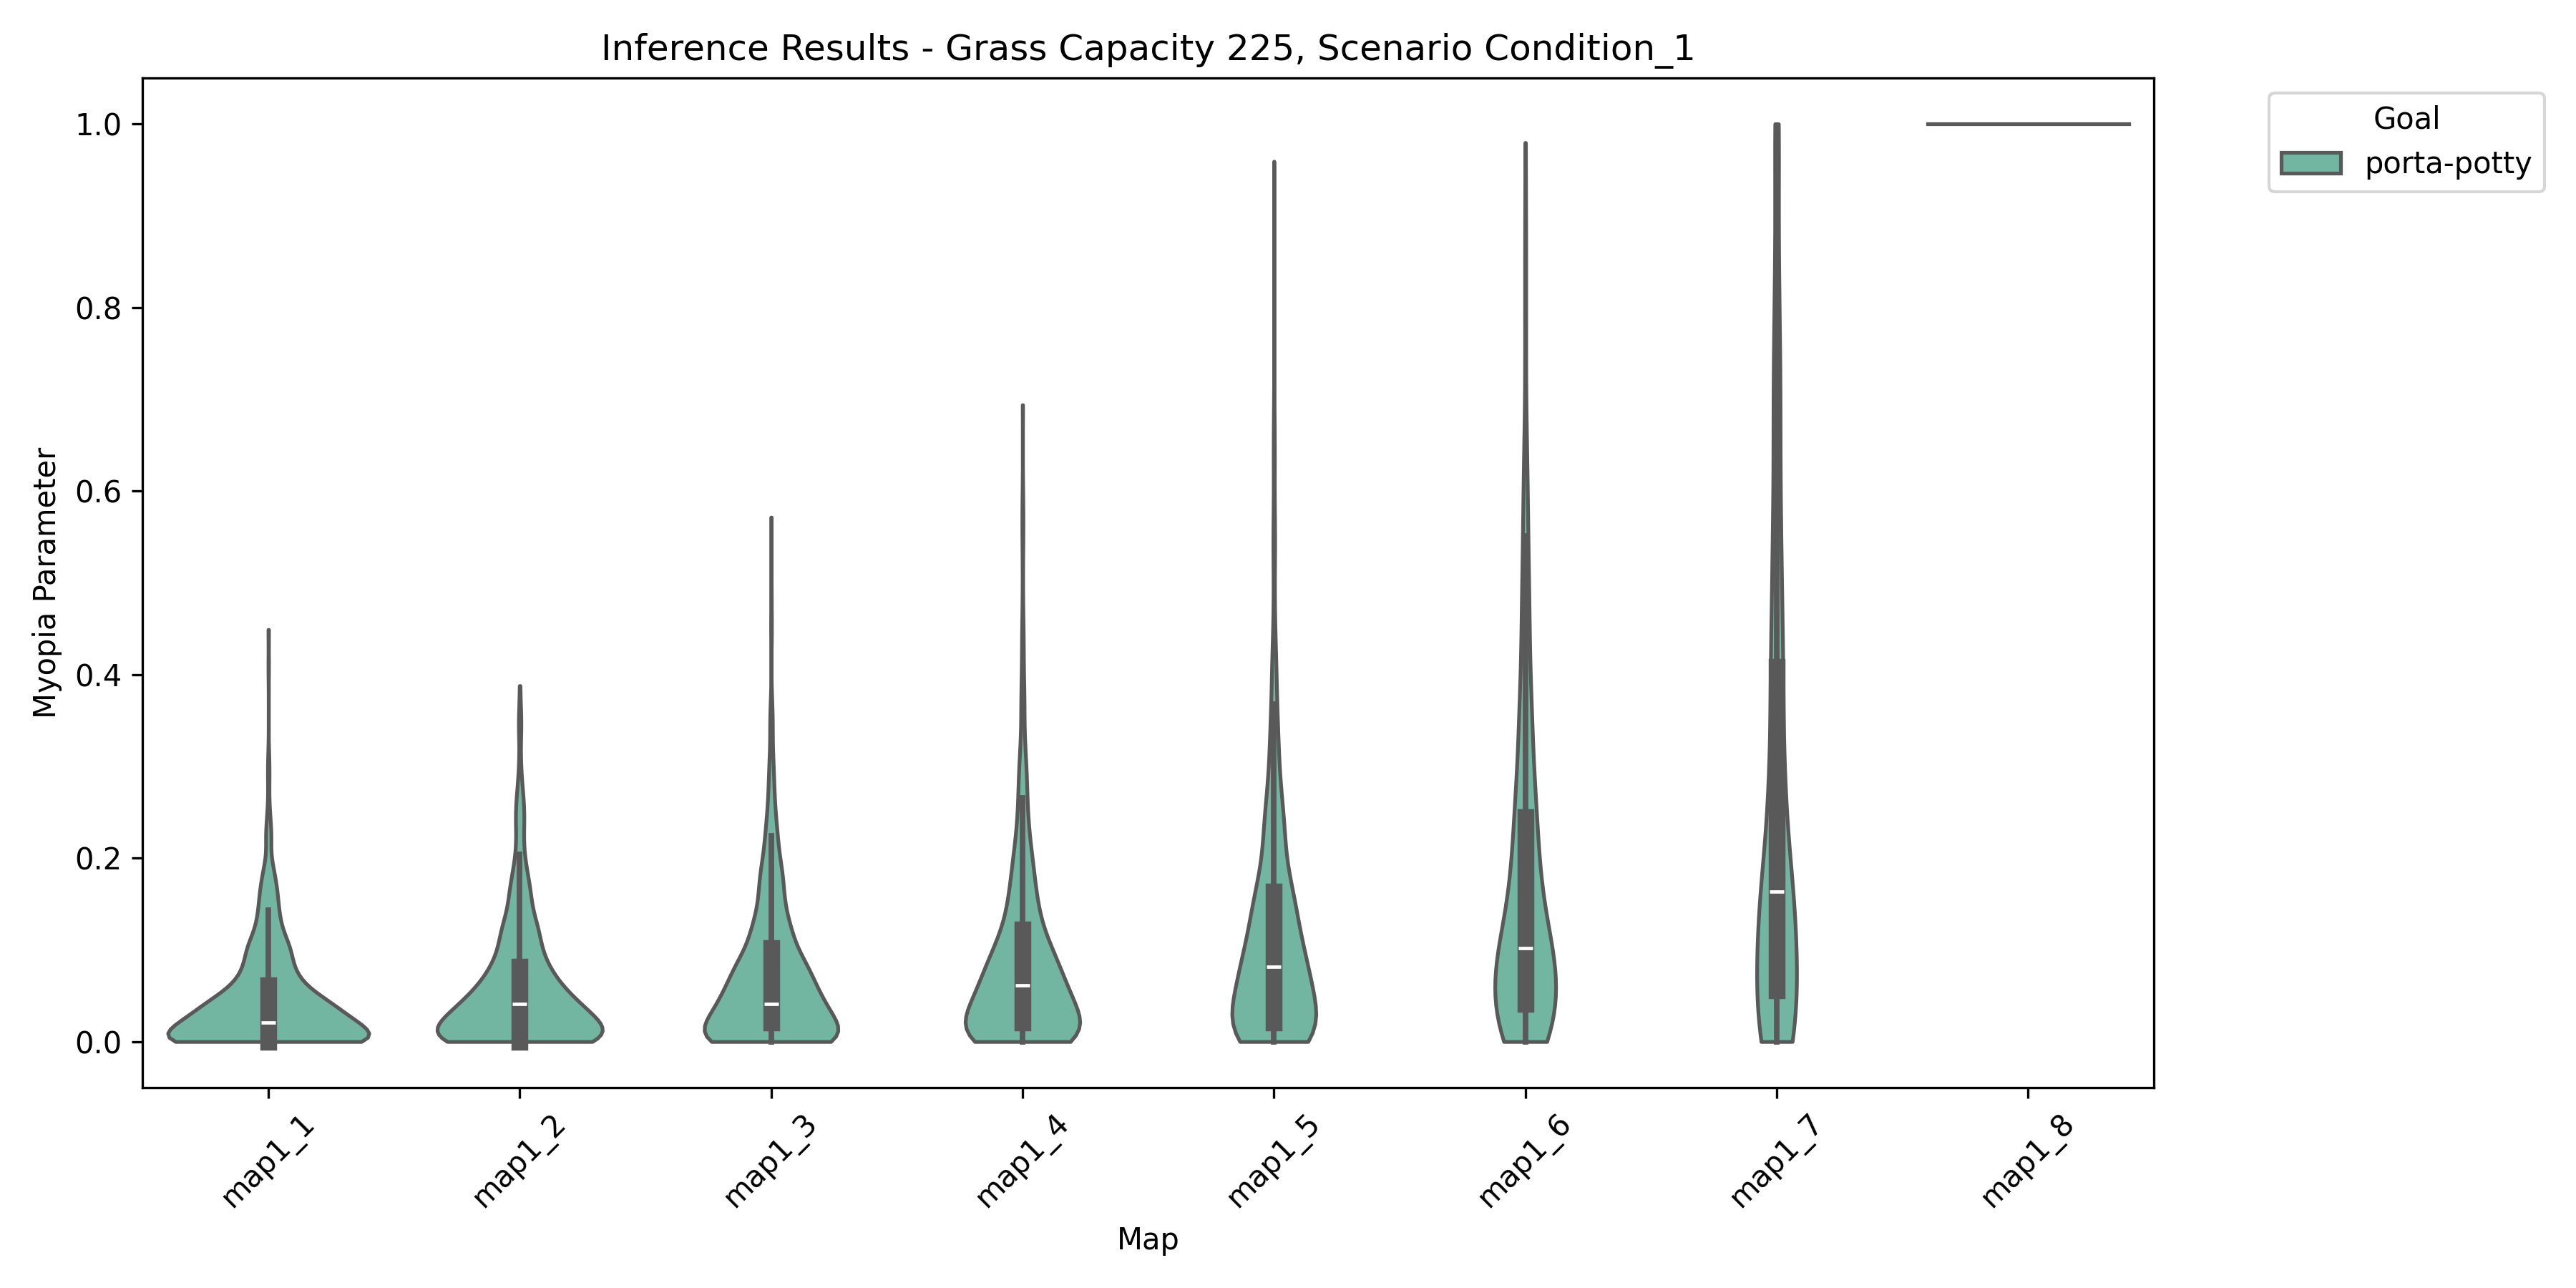 Inference Results - Grass Capacity 225, Scenario Condition_1
Goal
porta-potty
Myopia Parameter
1.0
0.8
0.6
0.4
0.2
0.0
map1_1
map1_2
map1_3
map1_4
map1_5
map1_6
map1_7
map1_8
Map